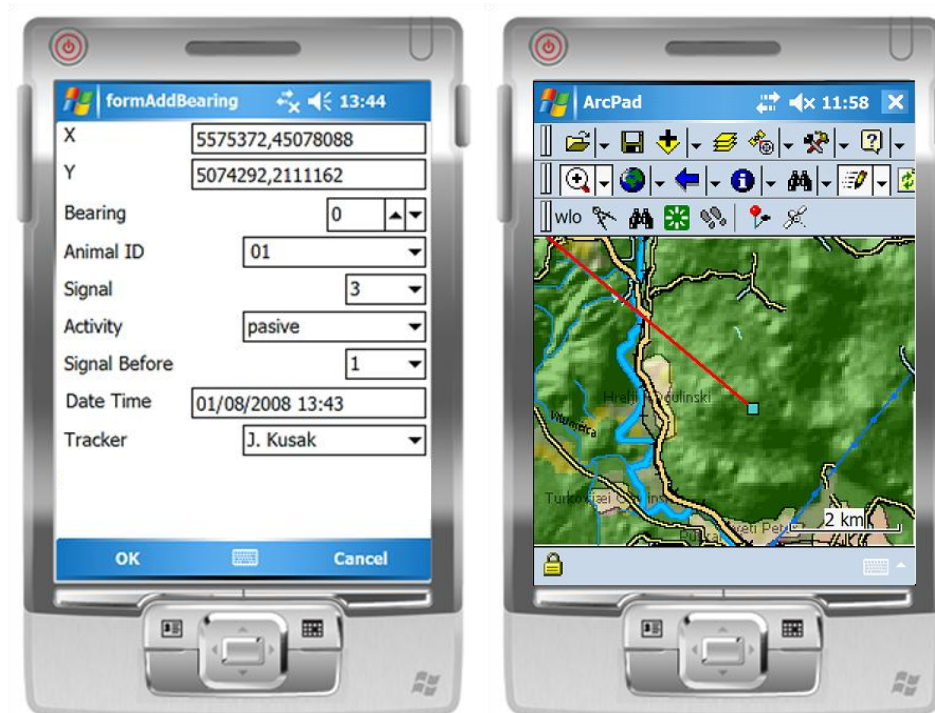 formAddBearing 13:44
X 5575372,45078088
Y 5074292,2111162
Bearing 0
Animal ID 01
Signal 3
Activity pasive
Signal Before 1
Date Time 01/08/2008 13:43
Tracker J. Kusak
OK Cancel
ArcPad 11:58
wlo
Hrelji
2 km